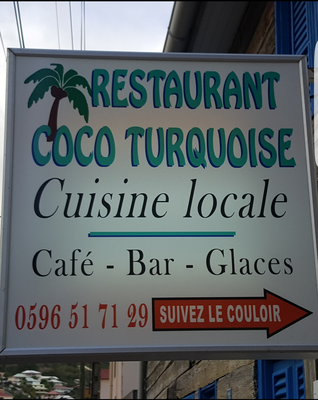 RESTAURANT
COCO TURQUOISE
Cuisine locale
Café - Bar - Glaces
0596 51 71 29 SUIVEZ LE COULOIR